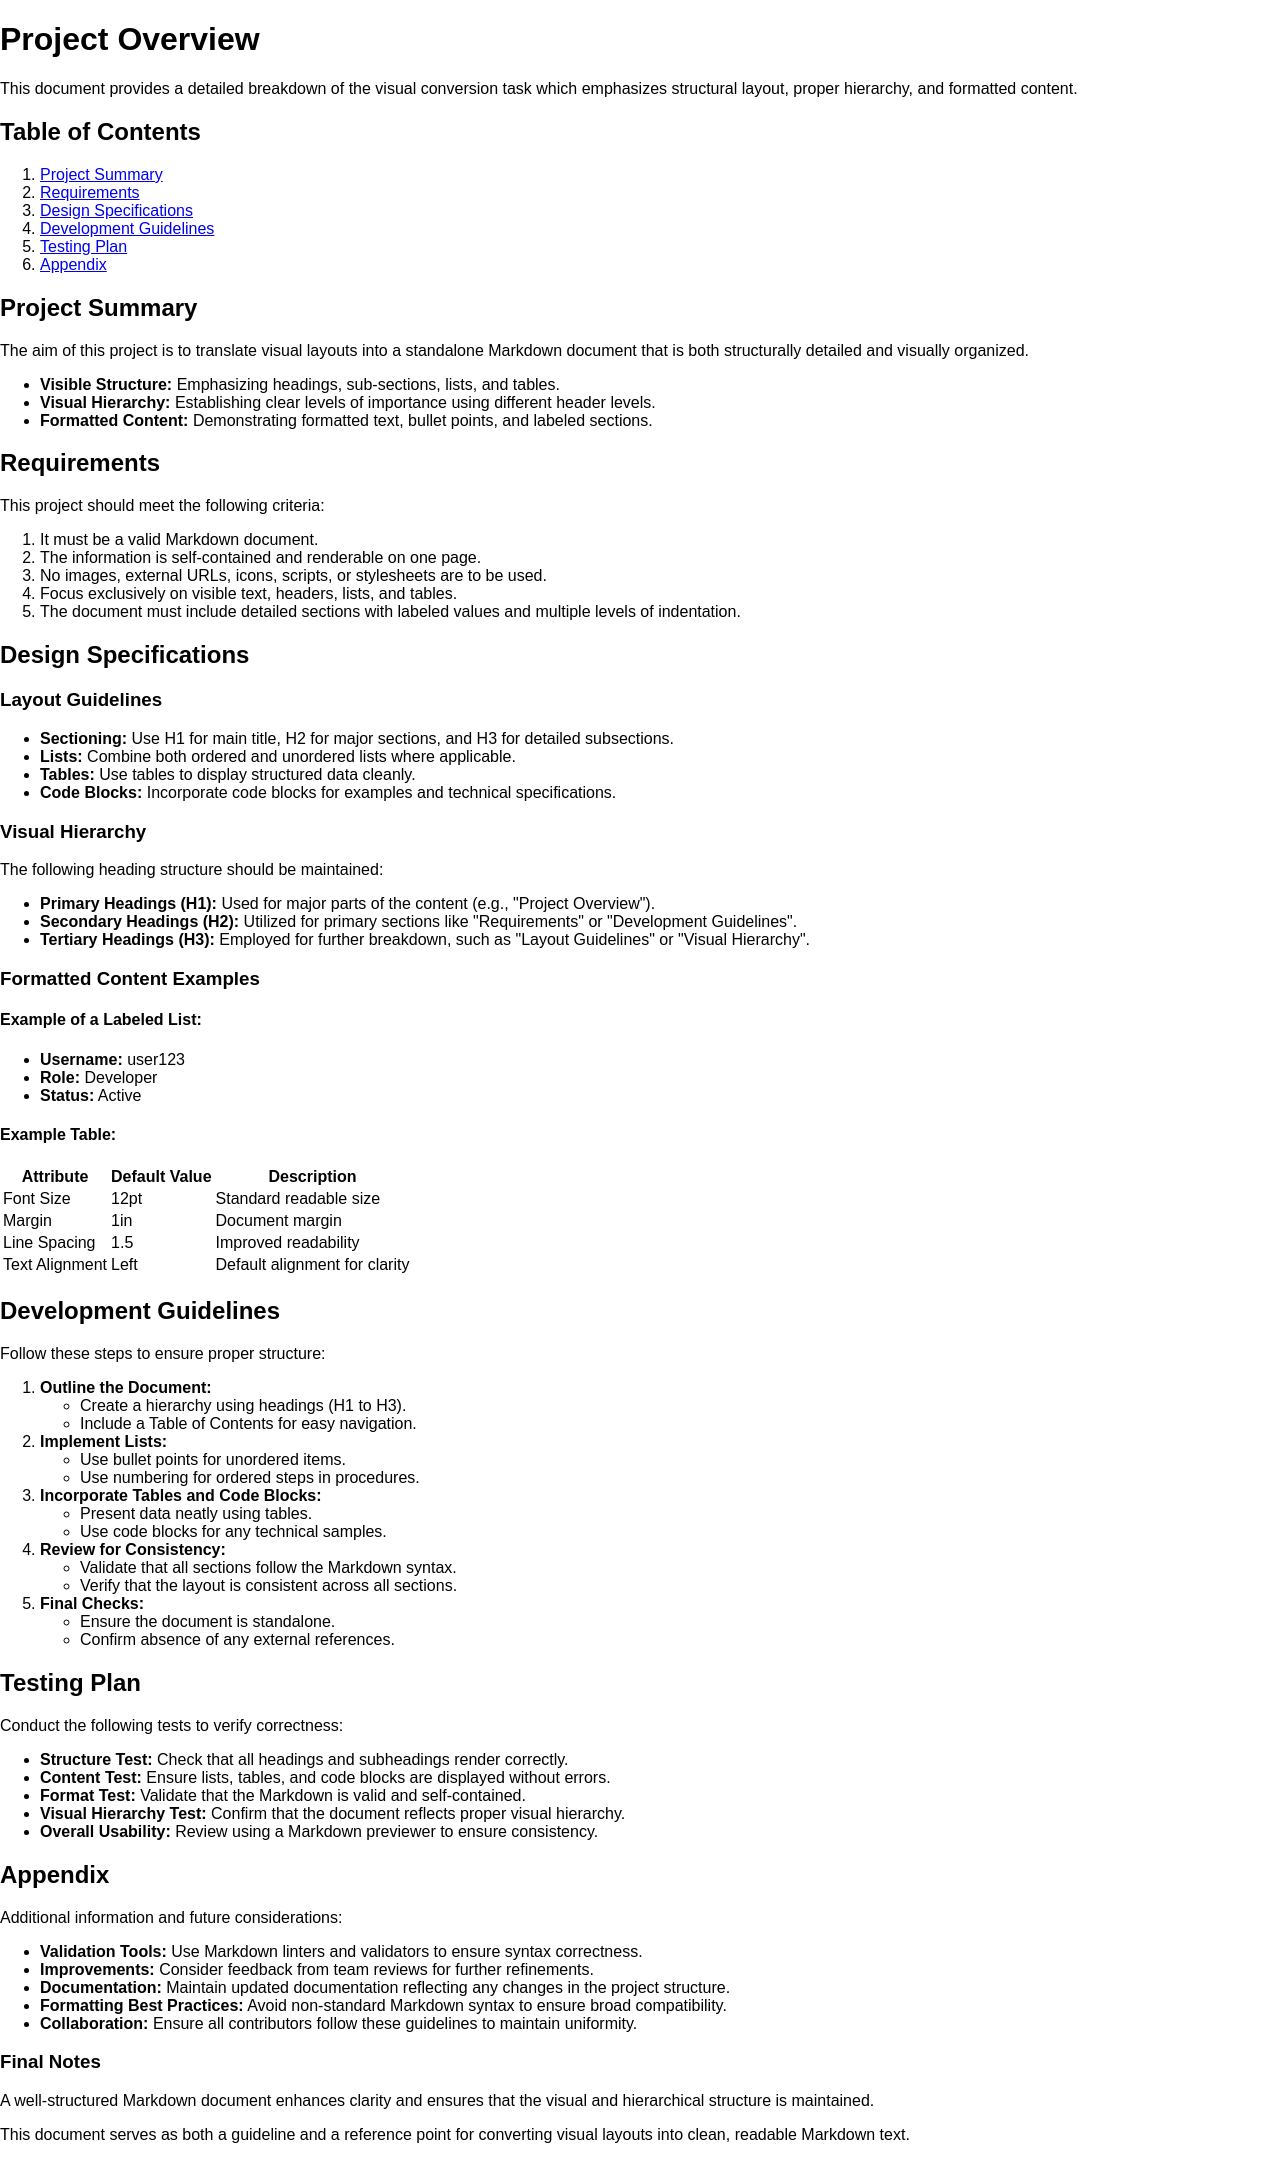 Project Overview
This document provides a detailed breakdown of the visual conversion task which emphasizes structural layout, proper hierarchy, and formatted content.
Table of Contents
1. Project Summary
2. Requirements
3. Design Specifications
4. Development Guidelines
5. Testing Plan
6. Appendix
Project Summary
The aim of this project is to translate visual layouts into a standalone Markdown document that is both structurally detailed and visually organized.
• Visible Structure: Emphasizing headings, sub-sections, lists, and tables.
• Visual Hierarchy: Establishing clear levels of importance using different header levels.
• Formatted Content: Demonstrating formatted text, bullet points, and labeled sections.
Requirements
This project should meet the following criteria:
1. It must be a valid Markdown document.
2. The information is self-contained and renderable on one page.
3. No images, external URLs, icons, scripts, or stylesheets are to be used.
4. Focus exclusively on visible text, headers, lists, and tables.
5. The document must include detailed sections with labeled values and multiple levels of indentation.
Design Specifications
Layout Guidelines
• Sectioning: Use H1 for main title, H2 for major sections, and H3 for detailed subsections.
• Lists: Combine both ordered and unordered lists where applicable.
• Tables: Use tables to display structured data cleanly.
• Code Blocks: Incorporate code blocks for examples and technical specifications.
Visual Hierarchy
The following heading structure should be maintained:
• Primary Headings (H1): Used for major parts of the content (e.g., "Project Overview").
• Secondary Headings (H2): Utilized for primary sections like "Requirements" or "Development Guidelines".
• Tertiary Headings (H3): Employed for further breakdown, such as "Layout Guidelines" or "Visual Hierarchy".
Formatted Content Examples
Example of a Labeled List:
• Username: user123
• Role: Developer
• Status: Active
Example Table:
Attribute Default Value Description
Font Size 12pt Standard readable size
Margin 1in Document margin
Line Spacing 1.5 Improved readability
Text Alignment Left Default alignment for clarity
Development Guidelines
Follow these steps to ensure proper structure:
1. Outline the Document:
◦ Create a hierarchy using headings (H1 to H3).
◦ Include a Table of Contents for easy navigation.
2. Implement Lists:
◦ Use bullet points for unordered items.
◦ Use numbering for ordered steps in procedures.
3. Incorporate Tables and Code Blocks:
◦ Present data neatly using tables.
◦ Use code blocks for any technical samples.
4. Review for Consistency:
◦ Validate that all sections follow the Markdown syntax.
◦ Verify that the layout is consistent across all sections.
5. Final Checks:
◦ Ensure the document is standalone.
◦ Confirm absence of any external references.
Testing Plan
Conduct the following tests to verify correctness:
• Structure Test: Check that all headings and subheadings render correctly.
• Content Test: Ensure lists, tables, and code blocks are displayed without errors.
• Format Test: Validate that the Markdown is valid and self-contained.
• Visual Hierarchy Test: Confirm that the document reflects proper visual hierarchy.
• Overall Usability: Review using a Markdown previewer to ensure consistency.
Appendix
Additional information and future considerations:
• Validation Tools: Use Markdown linters and validators to ensure syntax correctness.
• Improvements: Consider feedback from team reviews for further refinements.
• Documentation: Maintain updated documentation reflecting any changes in the project structure.
• Formatting Best Practices: Avoid non-standard Markdown syntax to ensure broad compatibility.
• Collaboration: Ensure all contributors follow these guidelines to maintain uniformity.
Final Notes
A well-structured Markdown document enhances clarity and ensures that the visual and hierarchical structure is maintained.
This document serves as both a guideline and a reference point for converting visual layouts into clean, readable Markdown text.